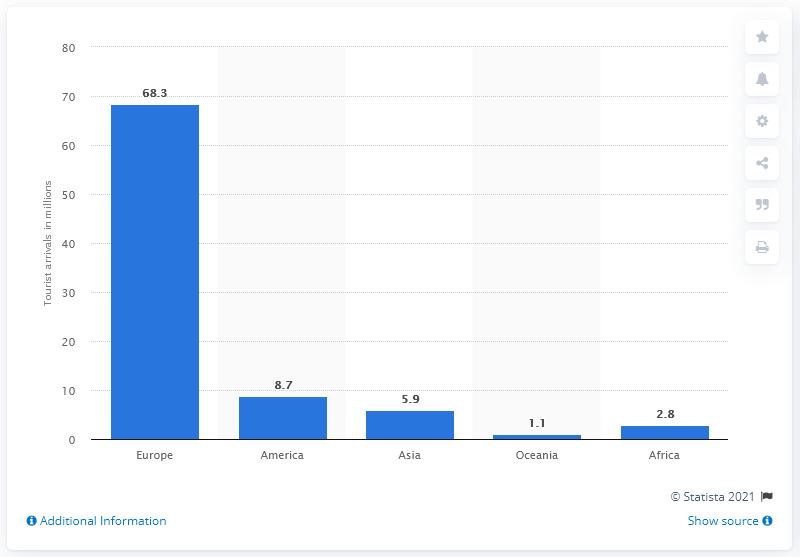 80
70
60
50
40
30
20
10
0
Tourist arrivals in millions
68.3
8.7
5.9
1.1
2.8
Europe
America
Asia
Oceania
Africa
© Statista 2021
Additional Information
Show source